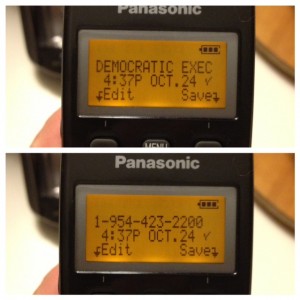 Panasonic
DEMOCRATIC EXEC
4:37P OCT.24 √
Edit Save
MENU
Panasonic
1-954-423-2200
4:37P OCT.24 √
Edit Save